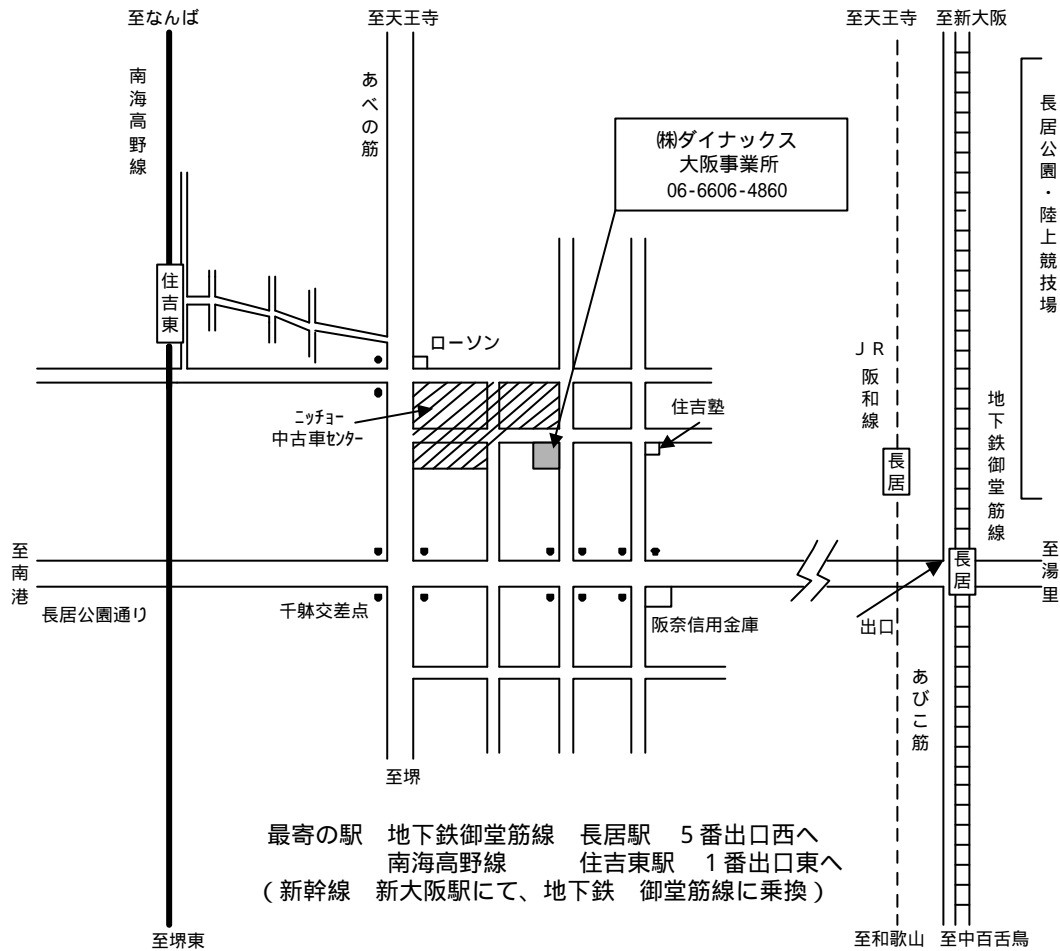 至なんば
至天王寺
至天王寺
至新大阪
南海高野線
あべの筋
長居公園・陸上競技場
㈱ダイナックス
大阪事業所
06-6606-4860
住吉東
ローソン
JR阪和線
地下鉄御堂筋線
ニッチョー
中古車センター
住吉塾
長居
至南港
長居
至湯里
長居公園通り
千躰交差点
阪奈信用金庫
出口
あびこ筋
至堺
最寄の駅 地下鉄御堂筋線 長居駅 5番出口西へ
南海高野線 住吉東駅 1番出口東へ
(新幹線 新大阪駅にて、地下鉄 御堂筋線に乗換)
至堺東
至和歌山
至中百舌鳥